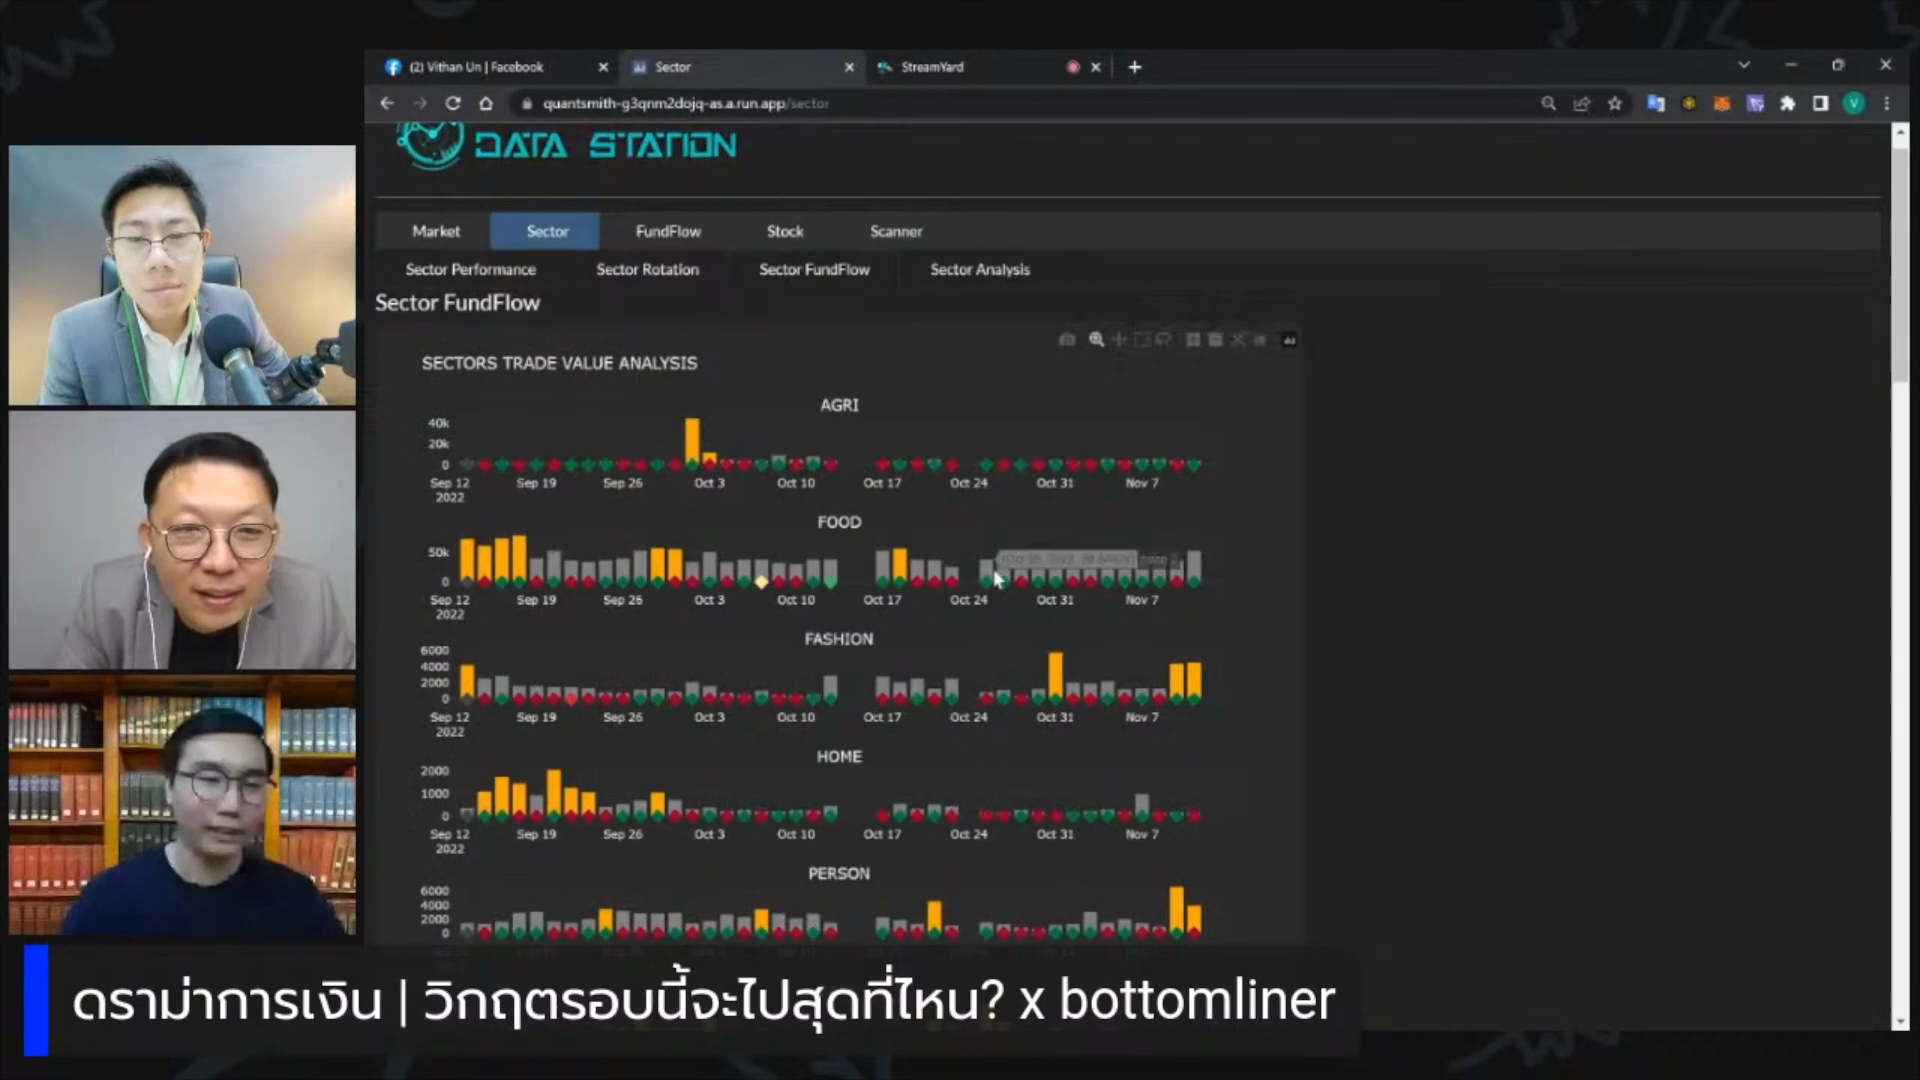 (2) Vithan Un | Facebook
Sector
StreamYard
quantsmith-g3qnm2dojq-as.a.run.app/sector
V
DATA STATION
Market
Sector
FundFlow
Stock
Scanner
Sector Performance
Sector Rotation
Sector FundFlow
Sector Analysis
Sector FundFlow
SECTORS TRADE VALUE ANALYSIS
AGRI
40k
20k
0
Sep 12 Sep 19 Sep 26 Oct 3 Oct 10 Oct 17 Oct 24 Oct 31 Nov 7
2022
FOOD
50k
0
Sep 12 Sep 19 Sep 26 Oct 3 Oct 10 Oct 17 Oct 24 Oct 31 Nov 7
2022
FASHION
6000
4000
2000
0
Sep 12 Sep 19 Sep 26 Oct 3 Oct 10 Oct 17 Oct 24 Oct 31 Nov 7
2022
HOME
2000
1000
0
Sep 12 Sep 19 Sep 26 Oct 3 Oct 10 Oct 17 Oct 24 Oct 31 Nov 7
2022
PERSON
6000
4000
2000
0
ดราม่าการเงิน | วิกฤตรอบนี้จะไปสุดที่ไหน? x bottomliner